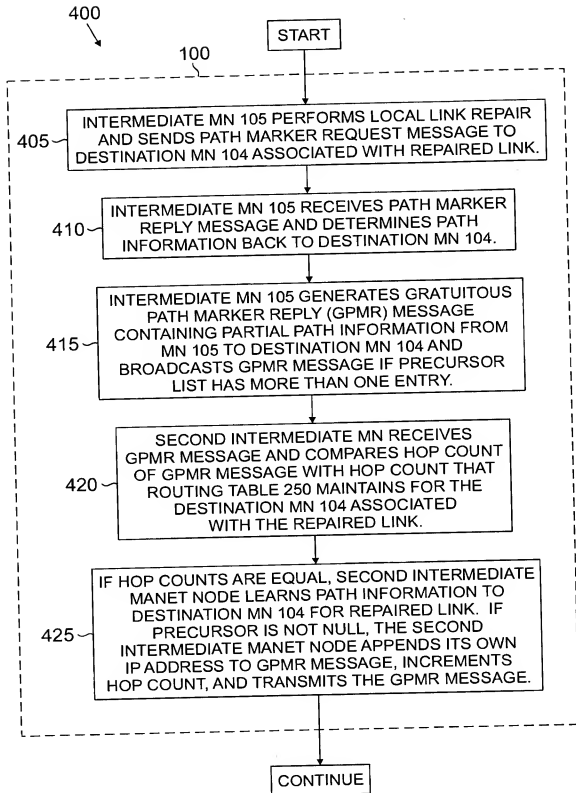 400
START
100
405
INTERMEDIATE MN 105 PERFORMS LOCAL LINK REPAIR
AND SENDS PATH MARKER REQUEST MESSAGE TO
DESTINATION MN 104 ASSOCIATED WITH REPAIRED LINK.
410
INTERMEDIATE MN 105 RECEIVES PATH MARKER
REPLY MESSAGE AND DETERMINES PATH
INFORMATION BACK TO DESTINATION MN 104.
415
INTERMEDIATE MN 105 GENERATES GRATUITOUS
PATH MARKER REPLY (GPMR) MESSAGE
CONTAINING PARTIAL PATH INFORMATION FROM
MN 105 TO DESTINATION MN 104 AND
BROADCASTS GPMR MESSAGE IF PRECURSOR
LIST HAS MORE THAN ONE ENTRY.
420
SECOND INTERMEDIATE MN RECEIVES
GPMR MESSAGE AND COMPARES HOP COUNT
OF GPMR MESSAGE WITH HOP COUNT THAT
ROUTING TABLE 250 MAINTAINS FOR THE
DESTINATION MN 104 ASSOCIATED
WITH THE REPAIRED LINK.
425
IF HOP COUNTS ARE EQUAL, SECOND INTERMEDIATE
MANET NODE LEARNS PATH INFORMATION TO
DESTINATION MN 104 FOR REPAIRED LINK. IF
PRECURSOR IS NOT NULL, THE SECOND
INTERMEDIATE MANET NODE APPENDS ITS OWN
IP ADDRESS TO GPMR MESSAGE, INCREMENTS
HOP COUNT, AND TRANSMITS THE GPMR MESSAGE.
CONTINUE